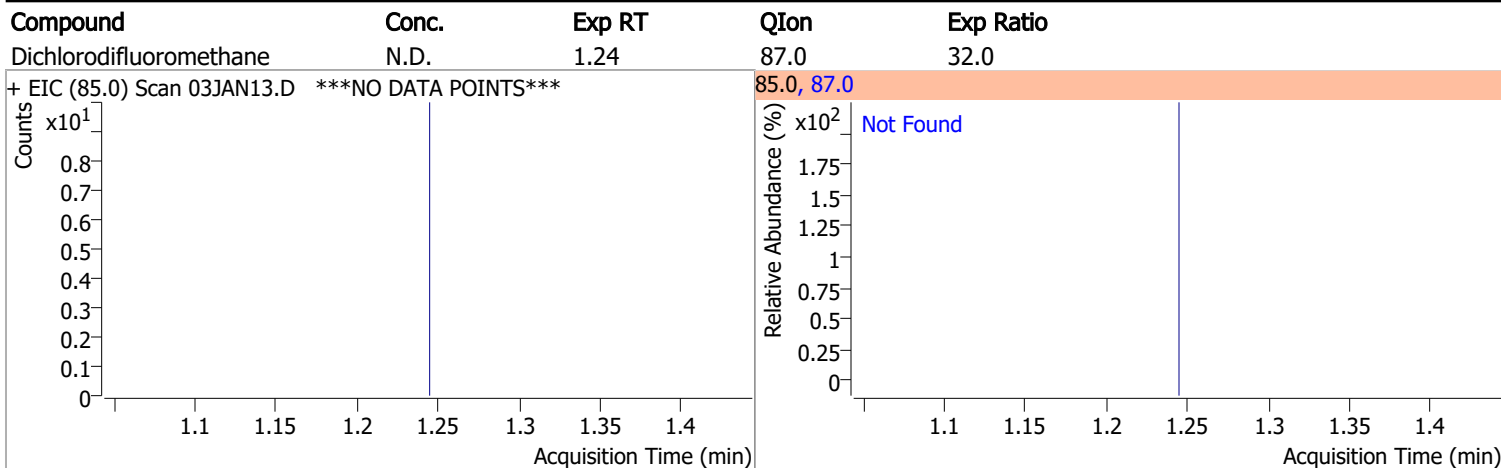 Compound Conc. Exp RT QIon Exp Ratio
Dichlorodifluoromethane N.D. 1.24 87.0 32.0
+ EIC (85.0) Scan 03JAN13.D ***NO DATA POINTS***
Counts
x10¹
0.8
0.7
0.6
0.5
0.4
0.3
0.2
0.1
0
1.1 1.15 1.2 1.25 1.3 1.35 1.4
Acquisition Time (min)
85.0, 87.0
Relative Abundance (%)
x10²
Not Found
1.75
1.5
1.25
1
0.75
0.5
0.25
0
1.1 1.15 1.2 1.25 1.3 1.35 1.4
Acquisition Time (min)